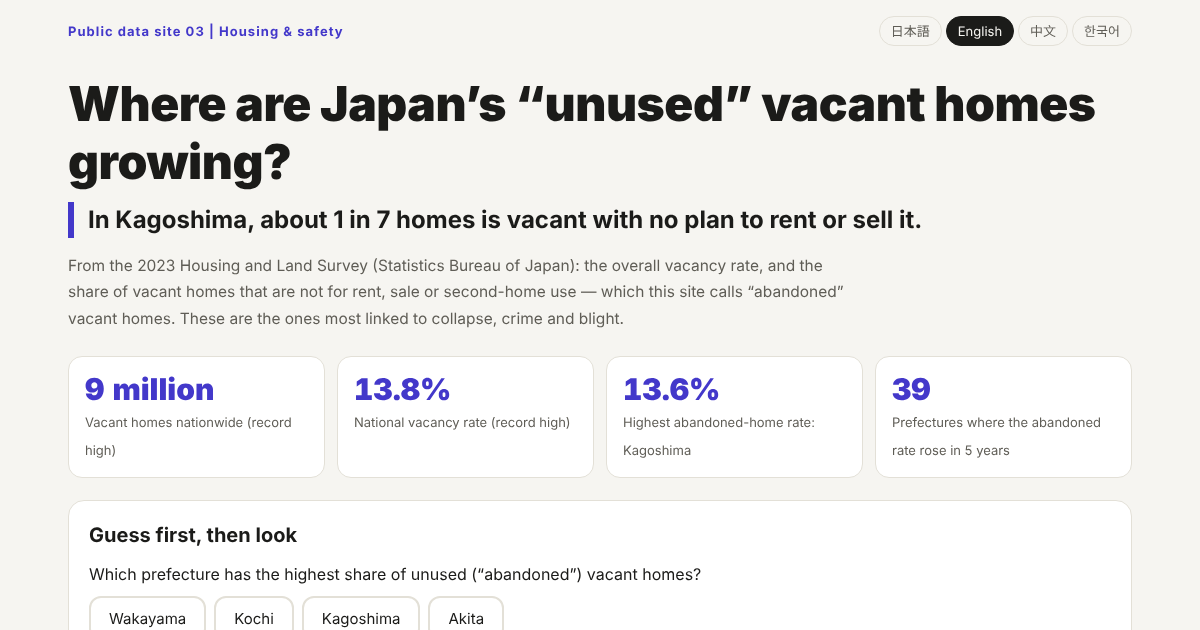 Public data site 03 | Housing & safety
日本語
English
中文
한국어
Where are Japan’s “unused” vacant homes
growing?
In Kagoshima, about 1 in 7 homes is vacant with no plan to rent or sell it.
From the 2023 Housing and Land Survey (Statistics Bureau of Japan): the overall vacancy rate, and the
share of vacant homes that are not for rent, sale or second-home use — which this site calls “abandoned”
vacant homes. These are the ones most linked to collapse, crime and blight.
9 million
Vacant homes nationwide (record
high)
13.8%
National vacancy rate (record high)
13.6%
Highest abandoned-home rate:
Kagoshima
39
Prefectures where the abandoned
rate rose in 5 years
Guess first, then look
Which prefecture has the highest share of unused (“abandoned”) vacant homes?
Wakayama
Kochi
Kagoshima
Akita